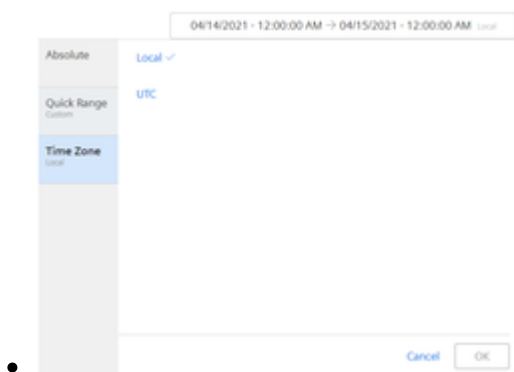 04/14/2021 - 12:00:00 AM → 04/15/2021 - 12:00:00 AM Local
Absolute
Local ✓
Quick Range
Custom
UTC
Time Zone
Local
Cancel OK